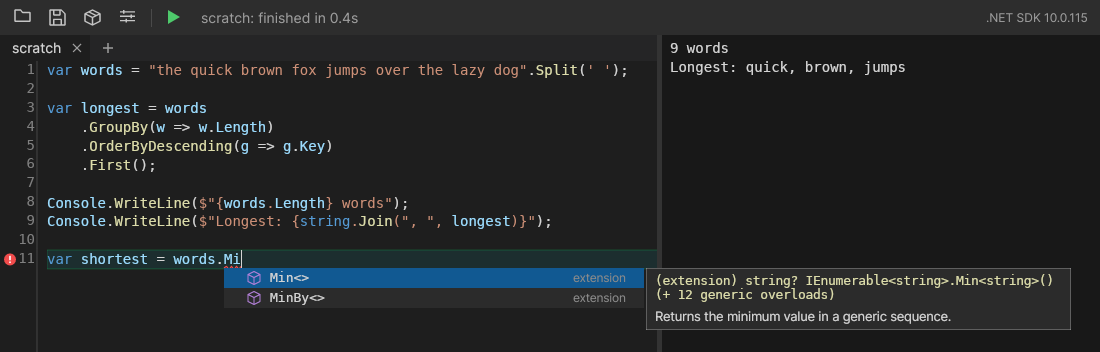 scratch: finished in 0.4s
.NET SDK 10.0.115
scratch
9 words
Longest: quick, brown, jumps
1 var words = "the quick brown fox jumps over the lazy dog".Split(' ');
2
3 var longest = words
4 .GroupBy(w => w.Length)
5 .OrderByDescending(g => g.Key)
6 .First();
7
8 Console.WriteLine($"{words.Length} words");
9 Console.WriteLine($"Longest: {string.Join(", ", longest)}");
10
11 var shortest = words.Mi
Min<> extension
MinBy<> extension
(extension) string? IEnumerable<string>.Min<string>()
(+ 12 generic overloads)
Returns the minimum value in a generic sequence.